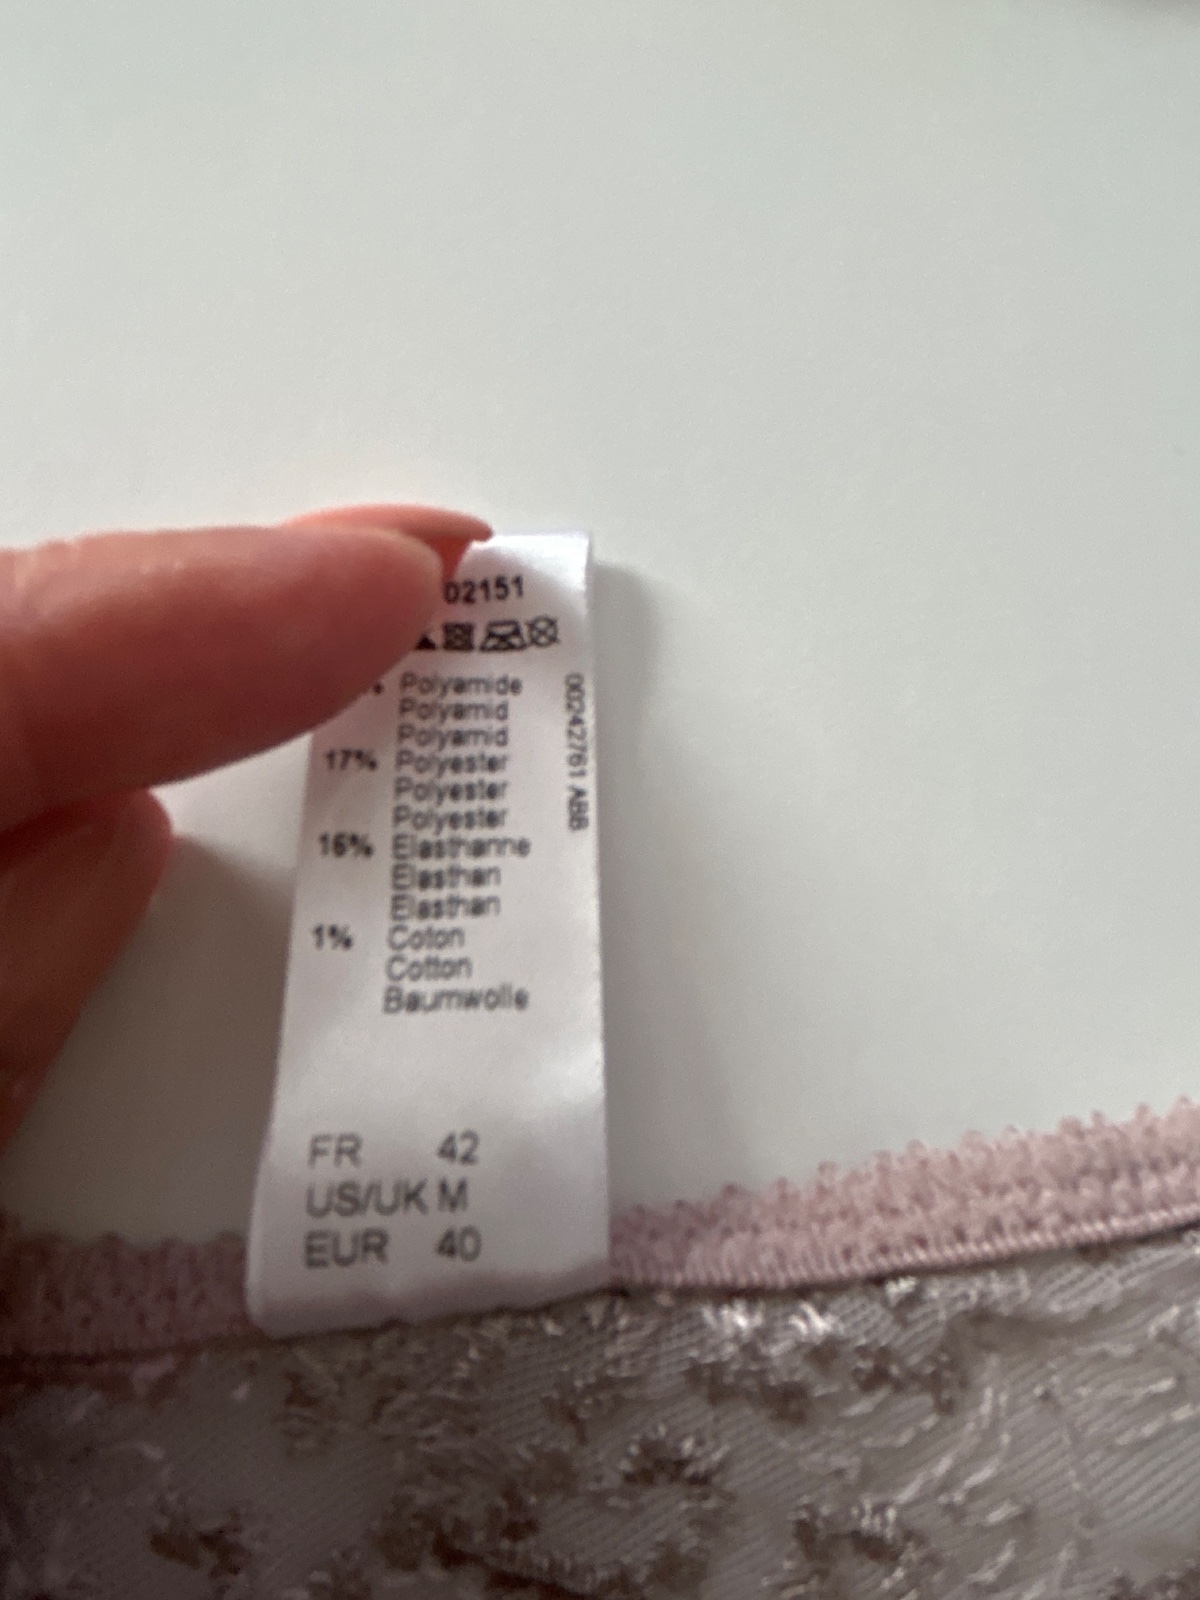 02151
Polyamide
Polyamid
Polyamid
17% Polyester
Polyester
Polyester
16% Elasthanne
Elasthan
Elasthan
1% Coton
Cotton
Baumwolle
00242761 ABB
FR 42
US/UK M
EUR 40